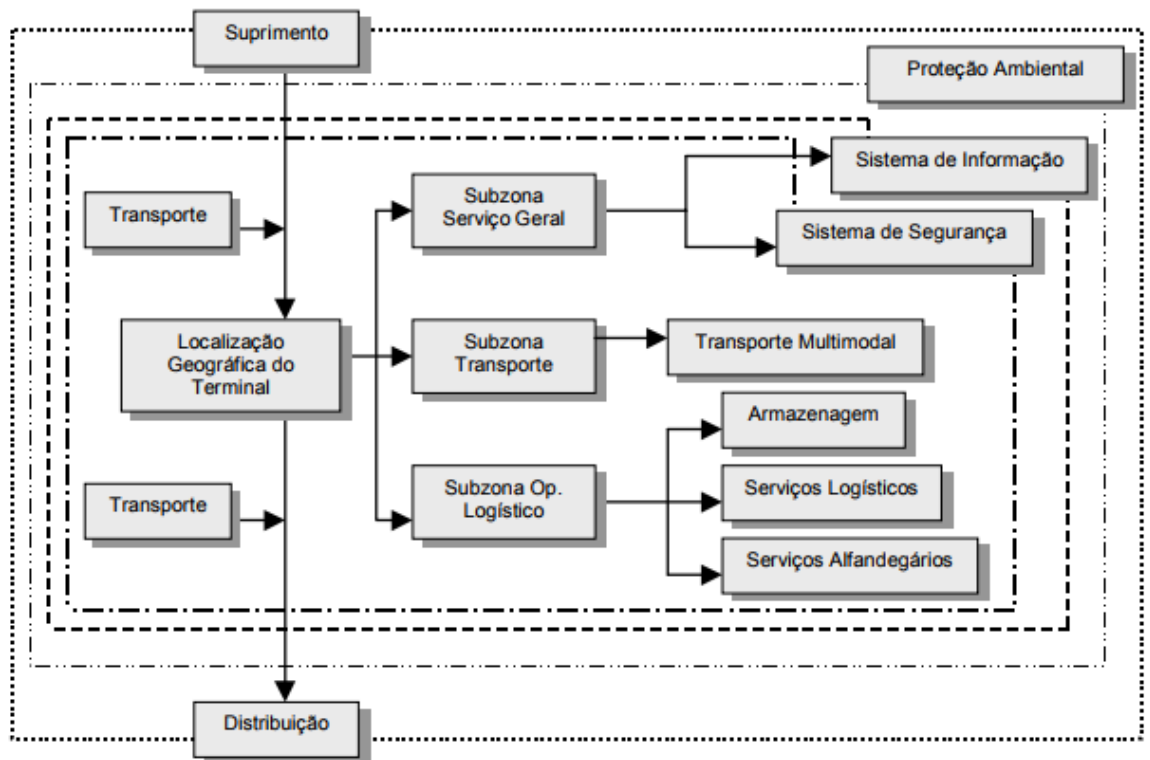 Suprimento
Proteção Ambiental
Sistema de Informação
Transporte
Subzona
Serviço Geral
Sistema de Segurança
Localização
Geográfica do
Terminal
Subzona
Transporte
Transporte Multimodal
Armazenagem
Transporte
Subzona Op.
Logístico
Serviços Logísticos
Serviços Alfandegários
Distribuição